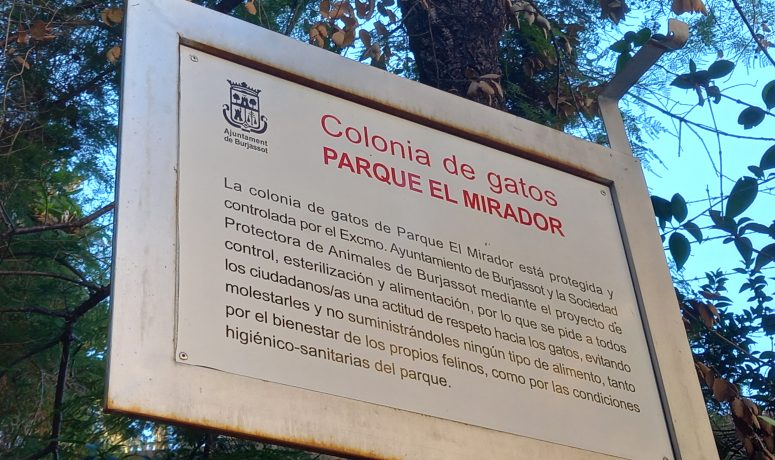 Ajuntament
de Burjassot
Colonia de gatos
PARQUE EL MIRADOR
La colonia de gatos de Parque El Mirador está protegida y
controlada por el Excmo. Ayuntamiento de Burjassot y la Sociedad
Protectora de Animales de Burjassot mediante el proyecto de
control, esterilización y alimentación, por lo que se pide a todos
los ciudadanos/as una actitud de respeto hacia los gatos, evitando
molestarles y no suministrándoles ningún tipo de alimento, tanto
por el bienestar de los propios felinos, como por las condiciones
higiénico-sanitarias del parque.